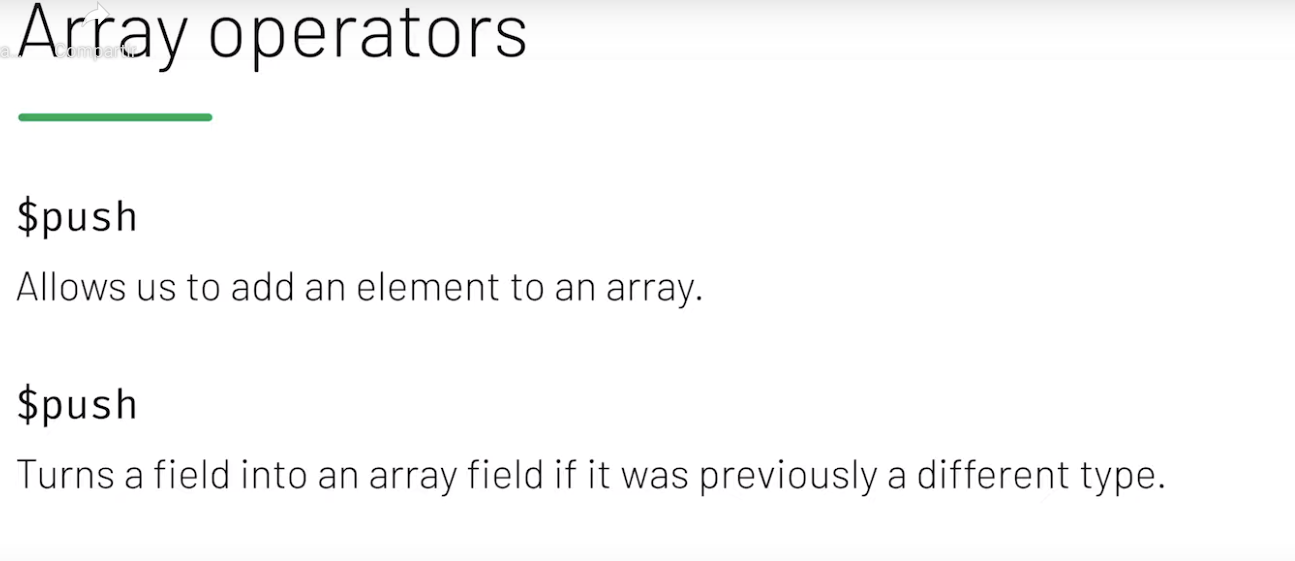 Array operators
Compartir
$push
Allows us to add an element to an array.
$push
Turns a field into an array field if it was previously a different type.